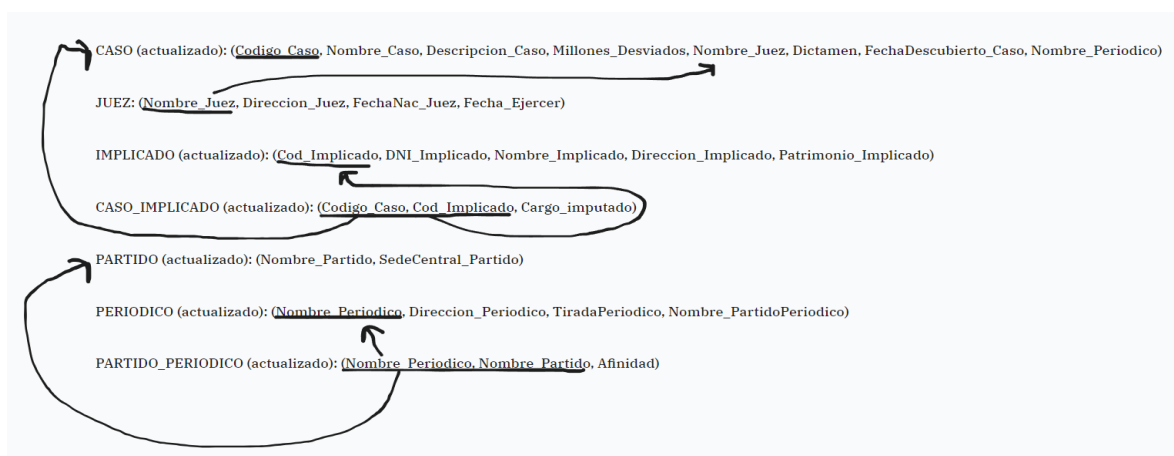 CASO (actualizado): (Codigo_Caso, Nombre_Caso, Descripcion_Caso, Millones_Desviados, Nombre_Juez, Dictamen, FechaDescubierto_Caso, Nombre_Periodico)
JUEZ: (Nombre_Juez, Direccion_Juez, FechaNac_Juez, Fecha_Ejercer)
IMPLICADO (actualizado): (Cod_Implicado, DNI_Implicado, Nombre_Implicado, Direccion_Implicado, Patrimonio_Implicado)
CASO_IMPLICADO (actualizado): (Codigo_Caso, Cod_Implicado, Cargo_imputado)
PARTIDO (actualizado): (Nombre_Partido, SedeCentral_Partido)
PERIODICO (actualizado): (Nombre_Periodico, Direccion_Periodico, TiradaPeriodico, Nombre_PartidoPeriodico)
PARTIDO_PERIODICO (actualizado): (Nombre_Periodico, Nombre_Partido, Afinidad)